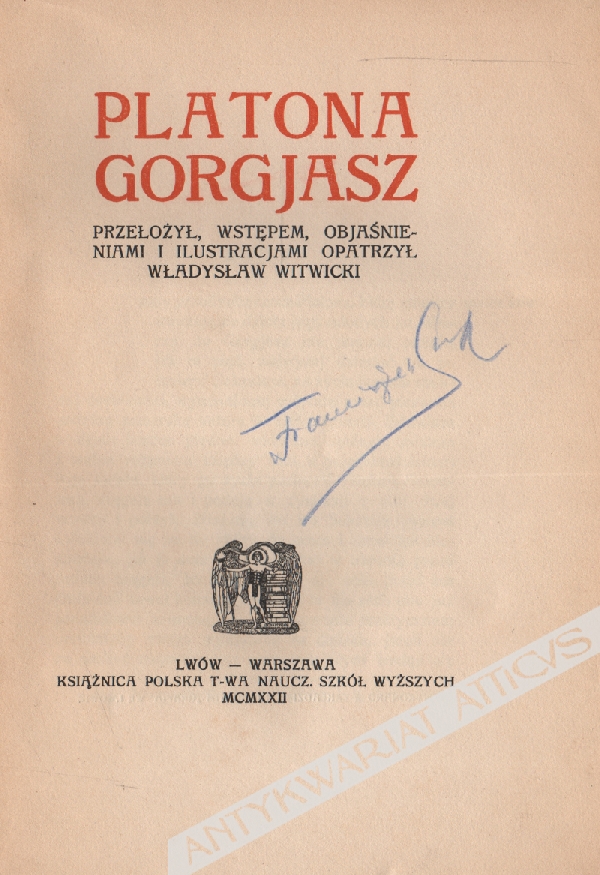 PLATONA
GORGJASZ
PRZEŁOŻYŁ, WSTĘPEM, OBJAŚNIE-
NIAMI I ILUSTRACJAMI OPATRZYŁ
WŁADYSŁAW WITWICKI
LWÓW — WARSZAWA
KSIĄŻNICA POLSKA T-WA NAUCZ. SZKÓŁ WYŻSZYCH
MCMXXII
ANTYKWARIAT ATTICVS